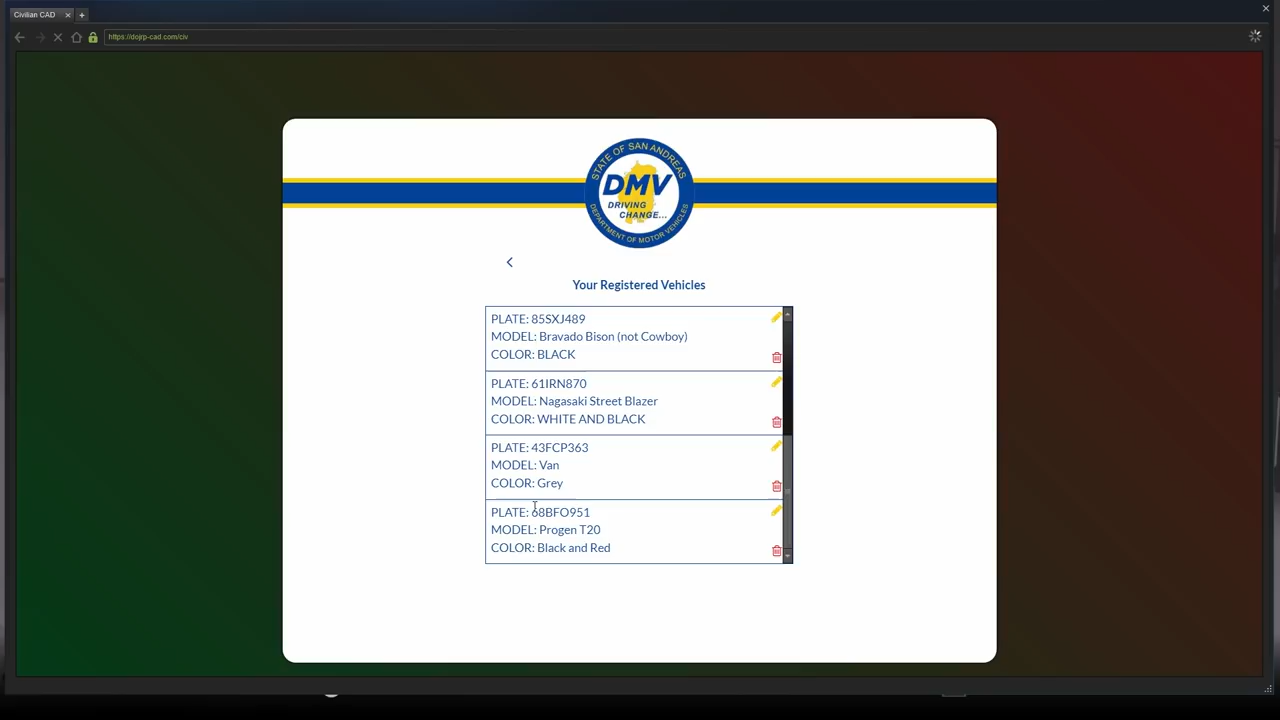 Civilian CAD
https://dojrp-cad.com/civ
STATE OF SAN ANDREAS
DMV
DRIVING
CHANGE...
DEPARTMENT OF MOTOR VEHICLES
Your Registered Vehicles
PLATE: 85SXJ489
MODEL: Bravado Bison (not Cowboy)
COLOR: BLACK
PLATE: 61IRN870
MODEL: Nagasaki Street Blazer
COLOR: WHITE AND BLACK
PLATE: 43FCP363
MODEL: Van
COLOR: Grey
PLATE: 68BFO951
MODEL: Progen T20
COLOR: Black and Red